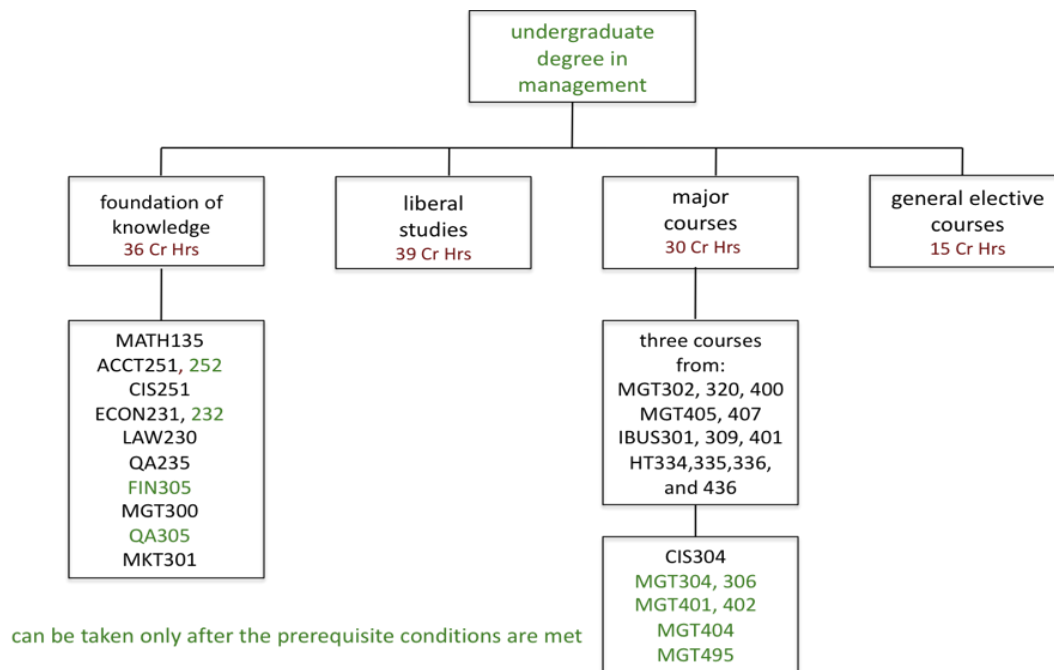 undergraduate
degree in
management
foundation of
knowledge
36 Cr Hrs
liberal
studies
39 Cr Hrs
major
courses
30 Cr Hrs
general elective
courses
15 Cr Hrs
MATH135
ACCT251, 252
CIS251
ECON231, 232
LAW230
QA235
FIN305
MGT300
QA305
MKT301
three courses
from:
MGT302, 320, 400
MGT405, 407
IBUS301, 309, 401
HT334,335,336,
and 436
CIS304
MGT304, 306
MGT401, 402
MGT404
MGT495
can be taken only after the prerequisite conditions are met